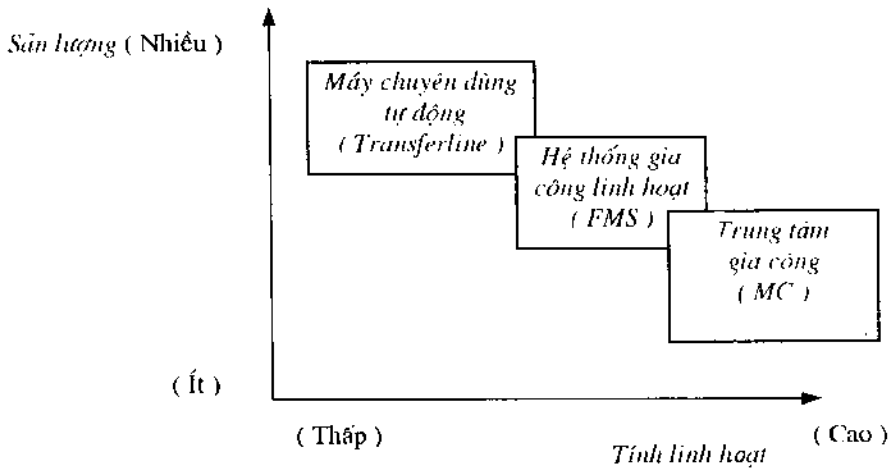 Sản lượng ( Nhiều )
Máy chuyên dùng
tự động
( Transferline )
Hệ thống gia
công linh hoạt
( FMS )
Trung tâm
gia công
( MC )
( Ít )
( Thấp )
( Cao )
Tính linh hoạt